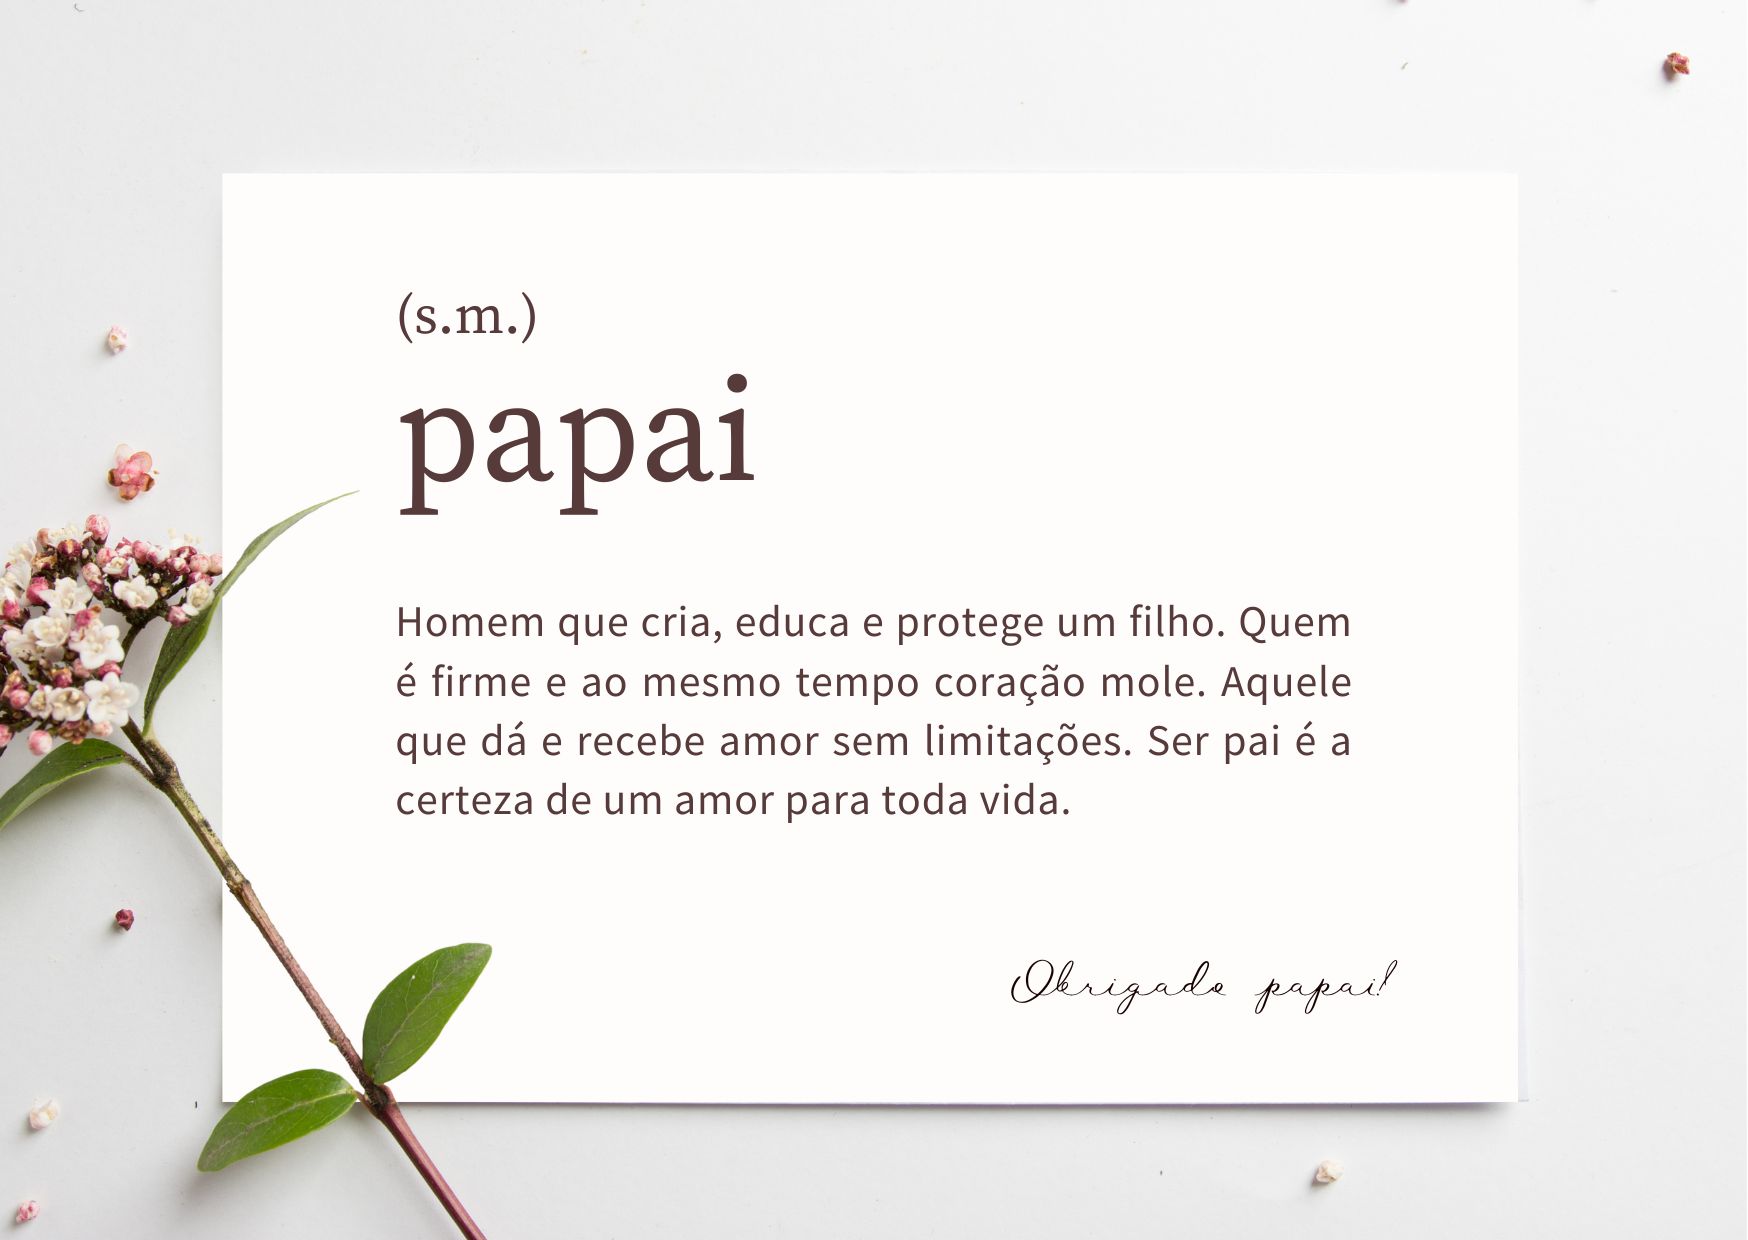 (s.m.)
papai
Homem que cria, educa e protege um filho. Quem
é firme e ao mesmo tempo coração mole. Aquele
que dá e recebe amor sem limitações. Ser pai é a
certeza de um amor para toda vida.
Obrigado papai!